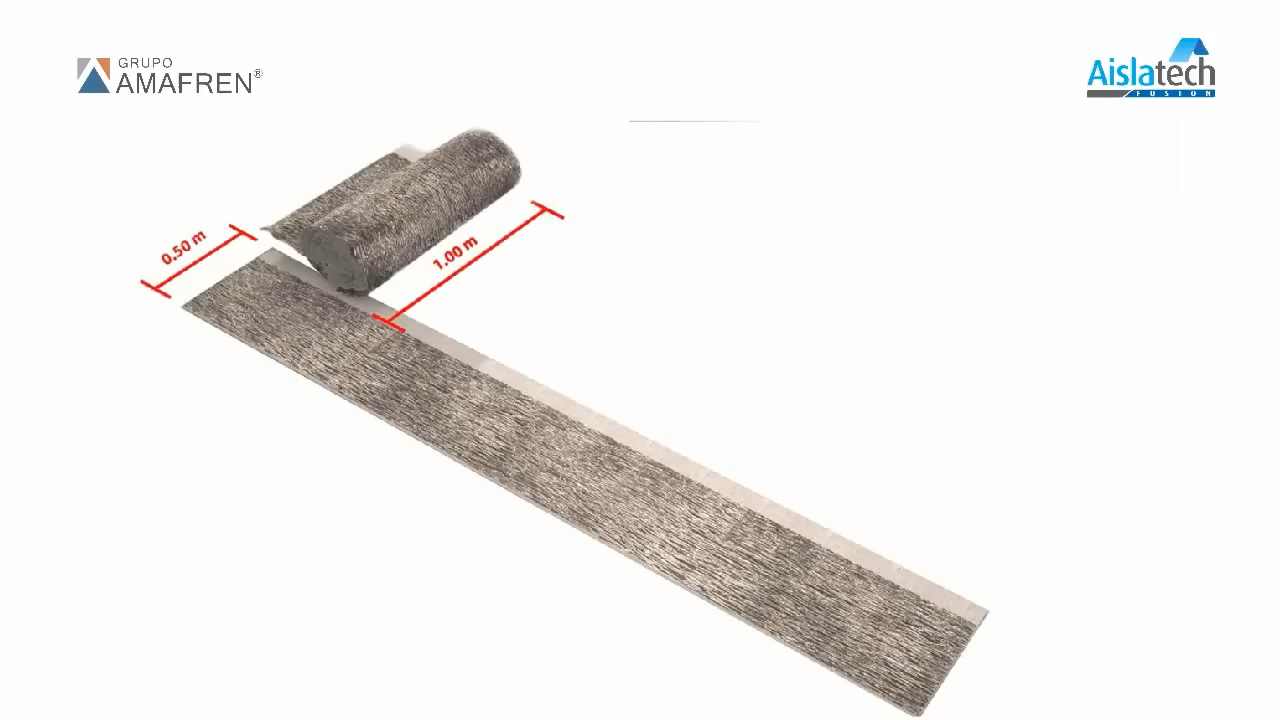 GRUPO
AMAFREN®
Aislatech
FUSION
0.50 m
1.00 m